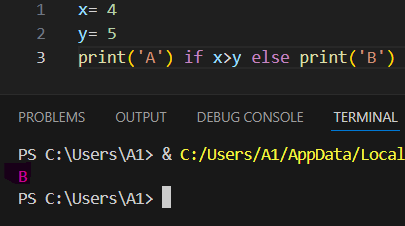 1 x= 4
2 y= 5
3 print('A') if x>y else print('B')
PROBLEMS OUTPUT DEBUG CONSOLE TERMINAL
PS C:\Users\A1> & C:/Users/A1/AppData/Local
B
PS C:\Users\A1>